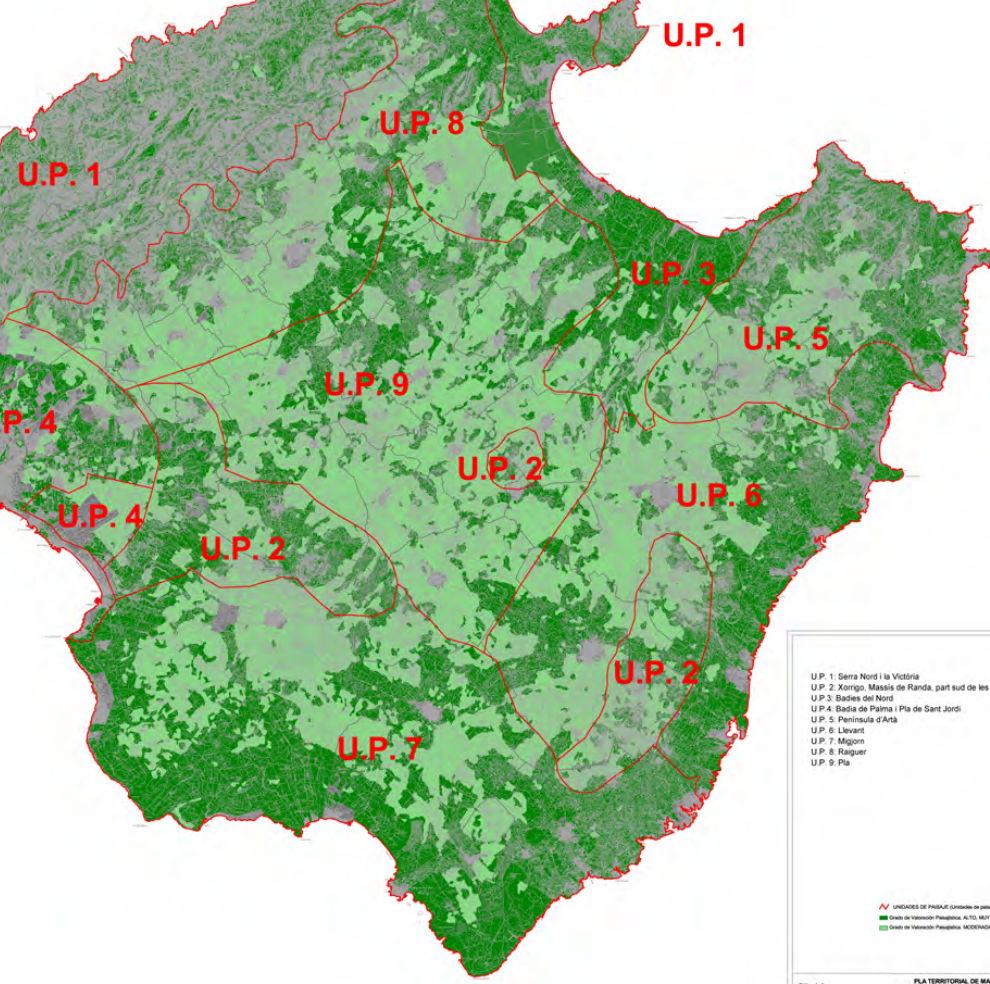 U.P. 1
U.P. 8
U.P. 1
U.P. 3
U.P. 5
U.P. 9
P. 4
U.P. 2
U.P. 6
U.P. 4
U.P. 2
U.P. 2
U.P. 7
U.P. 1: Serra Nord i la Victòria
U.P. 2: Xorrigo, Massís de Randa, part sud de les
U.P.3: Badies del Nord
U.P.4: Badia de Palma i Pla de Sant Jordi
U.P. 5: Península d'Artà
U.P. 6: Llevant
U.P. 7: Migjorn
U.P. 8: Raiguer
U.P. 9: Pla
UNIDADES DE PAISAJE (Unidades de
Grado de Valoración Paisajística. ALTO, MUY
Grado de Valoración Paisajística. MODERADA
PLA TERRITORIAL DE MA